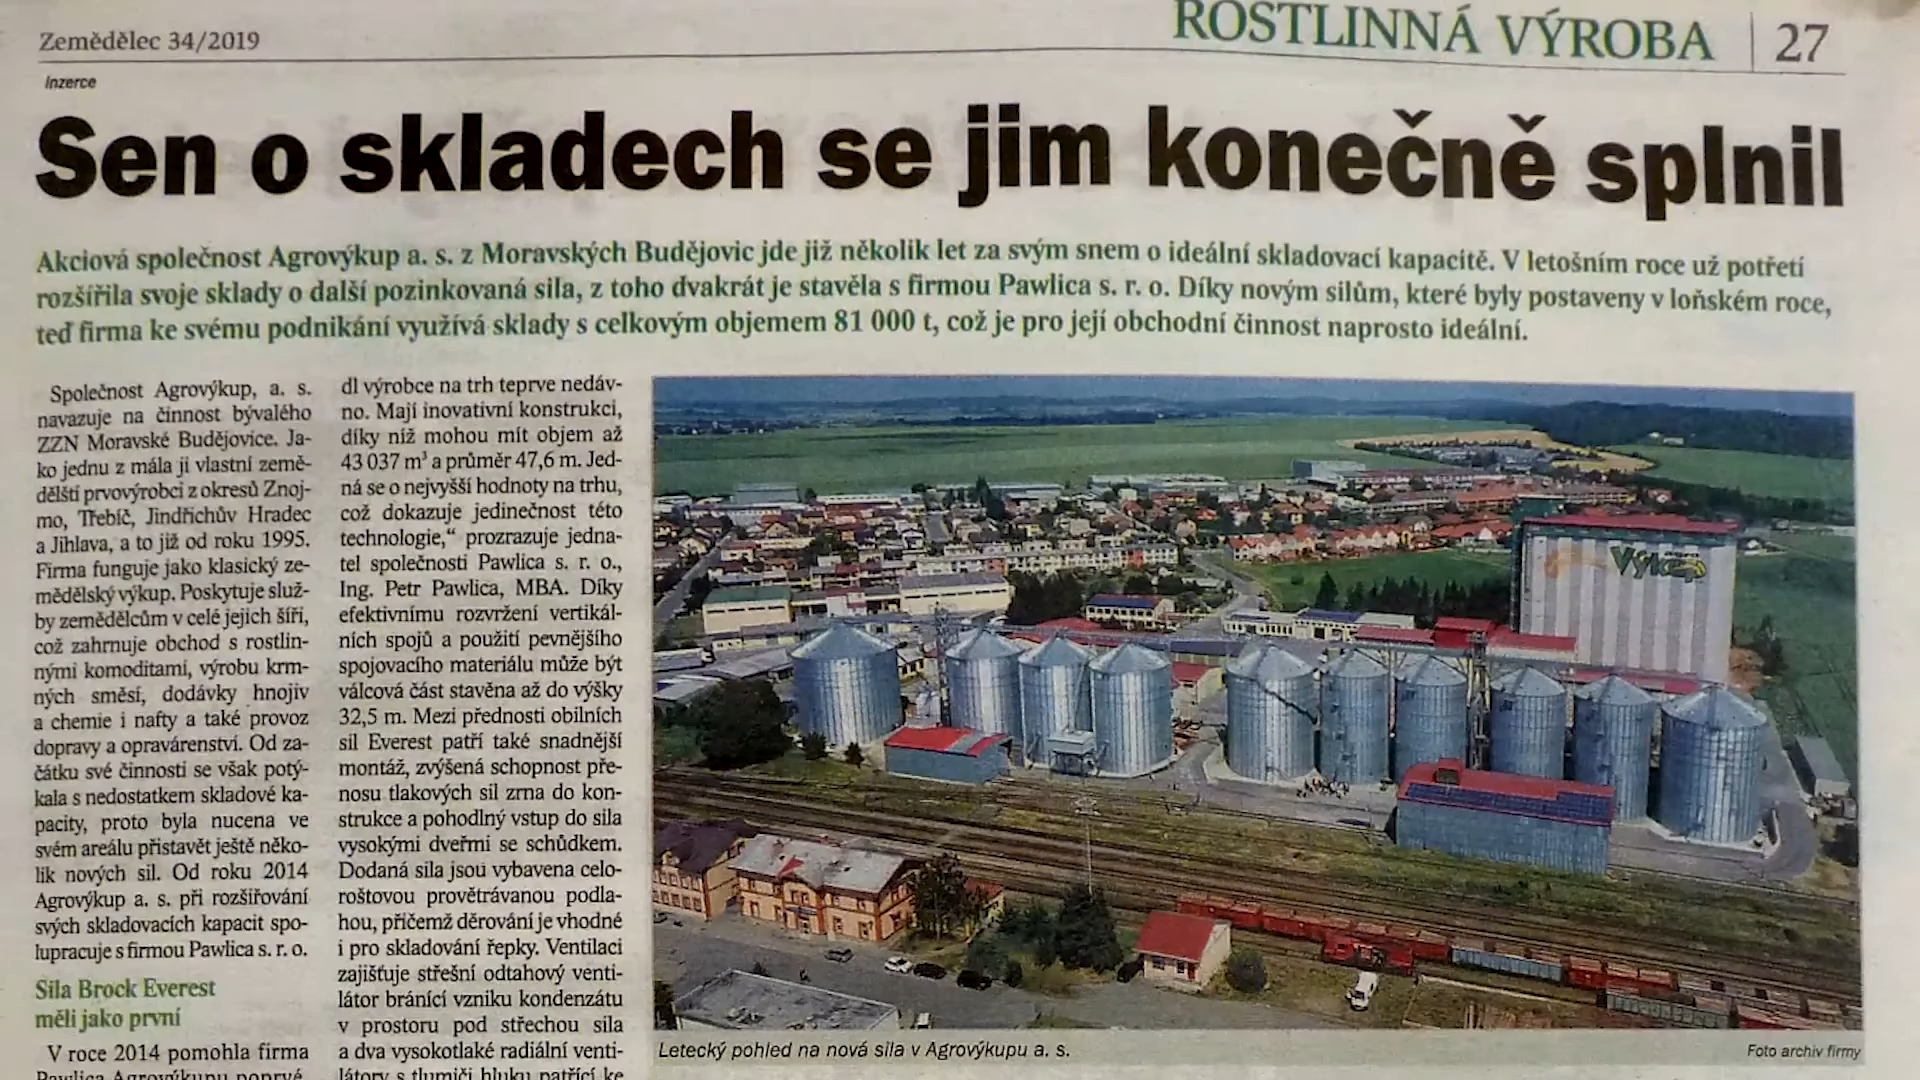 Zemědělec 34/2019
ROSTLINNÁ VÝROBA 27
Inzerce
Sen o skladech se jim konečně splnil
Akciová společnost Agrovýkup a. s. z Moravských Budějovic jde již několik let za svým snem o ideální skladovací kapacitě. V letošním roce už potřetí
rozšířila svoje sklady o další pozinkovaná sila, z toho dvakrát je stavěla s firmou Pawlica s. r. o. Díky novým silům, které byly postaveny v loňském roce,
teď firma ke svému podnikání využívá sklady s celkovým objemem 81 000 t, což je pro její obchodní činnost naprosto ideální.
Společnost Agrovýkup, a. s.
navazuje na činnost bývalého
ZZN Moravské Budějovice. Ja-
ko jednu z mála ji vlastní země-
dělští prvovýrobci z okresů Znoj-
mo, Třebíč, Jindřichův Hradec
a Jihlava, a to již od roku 1995.
Firma funguje jako klasický ze-
mědělský výkup. Poskytuje služ-
by zemědělcům v celé jejich šíři,
což zahrnuje obchod s rostlin-
nými komoditami, výrobu krm-
ných směsí, dodávky hnojiv
a chemie i nafty a také provoz
dopravy a opravárenství. Od za-
čátku své činnosti se však potý-
kala s nedostatkem skladové ka-
pacity, proto byla nucena ve
svém areálu přistavět ještě něko-
lik nových sil. Od roku 2014
Agrovýkup a. s. při rozšiřování
svých skladovacích kapacit spo-
lupracuje s firmou Pawlica s. r. o.
Sila Brock Everest
měli jako první
V roce 2014 pomohla firma
Pawlica Agrovýkupu poprvé
dl výrobce na trh teprve nedáv-
no. Mají inovativní konstrukci,
díky níž mohou mít objem až
43 037 m³ a průměr 47,6 m. Jed-
ná se o nejvyšší hodnoty na trhu,
což dokazuje jedinečnost této
technologie,“ prozrazuje jedna-
tel společnosti Pawlica s. r. o.,
Ing. Petr Pawlica, MBA. Díky
efektivnímu rozvržení vertikál-
ních spojů a použití pevnějšího
spojovacího materiálu může být
válcová část stavěna až do výšky
32,5 m. Mezi přednosti obilních
sil Everest patří také snadnější
montáž, zvýšená schopnost pře-
nosu tlakových sil zrna do kon-
strukce a pohodlný vstup do sila
vysokými dveřmi se schůdkem.
Dodaná sila jsou vybavena celo-
roštovou provětrávanou podla-
hou, přičemž děrování je vhodné
i pro skladování řepky. Ventilaci
zajišťuje střešní odtahový venti-
látor bránící vzniku kondenzátu
v prostoru pod střechou sila
a dva vysokotlaké radiální venti-
látory s tlumiči hluku patřící ke
Výkup
Letecký pohled na nová sila v Agrovýkupu a. s.
Foto archiv firmy